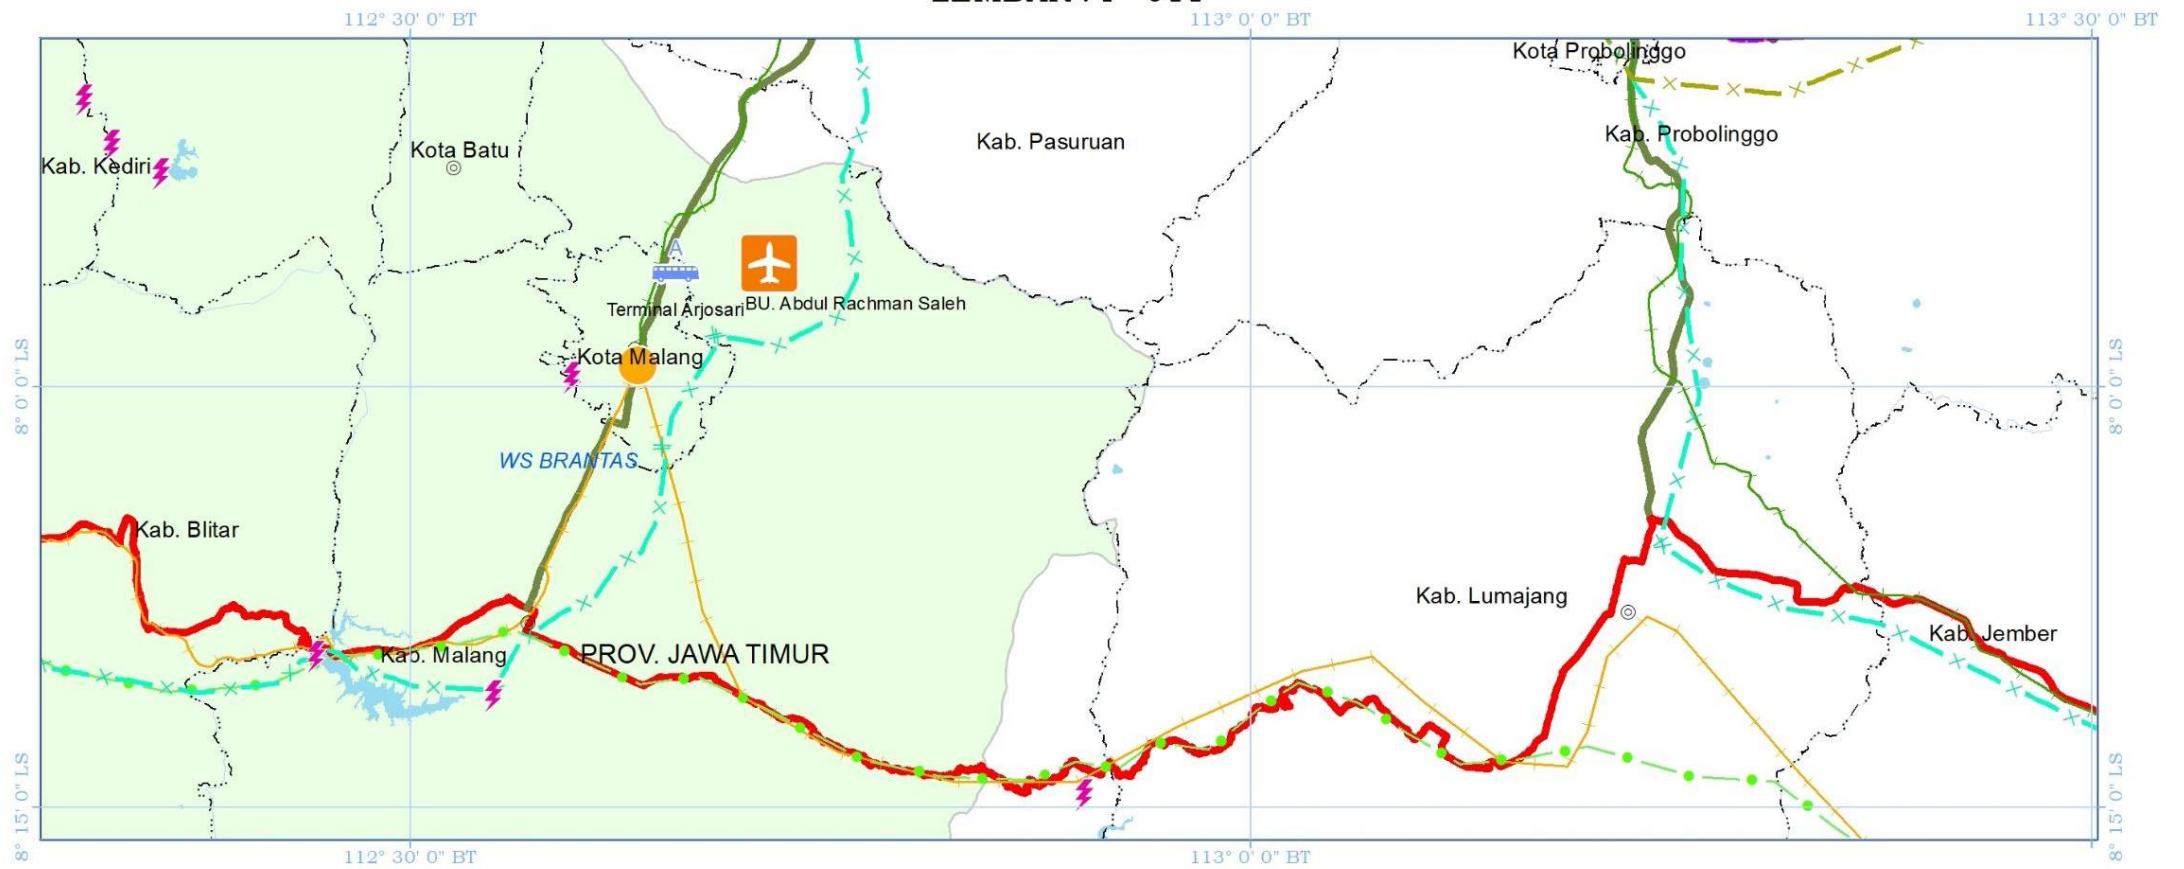 112° 30' 0" BT
113° 0' 0" BT
113° 30' 0" BT
Kota Probolinggo
Kab. Probolinggo
Kab. Pasuruan
Kota Batu
Kab. Kediri
A
Terminal Arjosari
BU. Abdul Rachman Saleh
Kota Malang
8° 0' 0" LS
8° 0' 0" LS
WS BRANTAS
Kab. Blitar
Kab. Lumajang
Kab. Jember
Kab. Malang
PROV. JAWA TIMUR
8° 15' 0" LS
8° 15' 0" LS
112° 30' 0" BT
113° 0' 0" BT